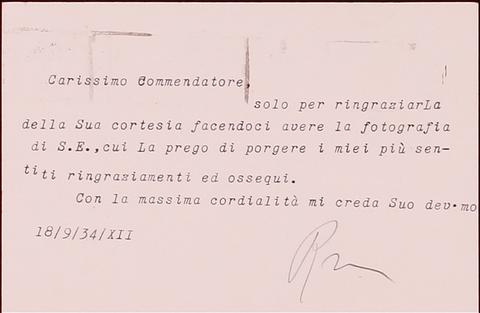 Carissimo Commendatore,
solo per ringraziarLa
della Sua cortesia facendoci avere la fotografia
di S.E.,cui La prego di porgere i miei più sen-
titi ringraziamenti ed ossequi.
Con la massima cordialità mi creda Suo dev.mo
18/9/34/XII